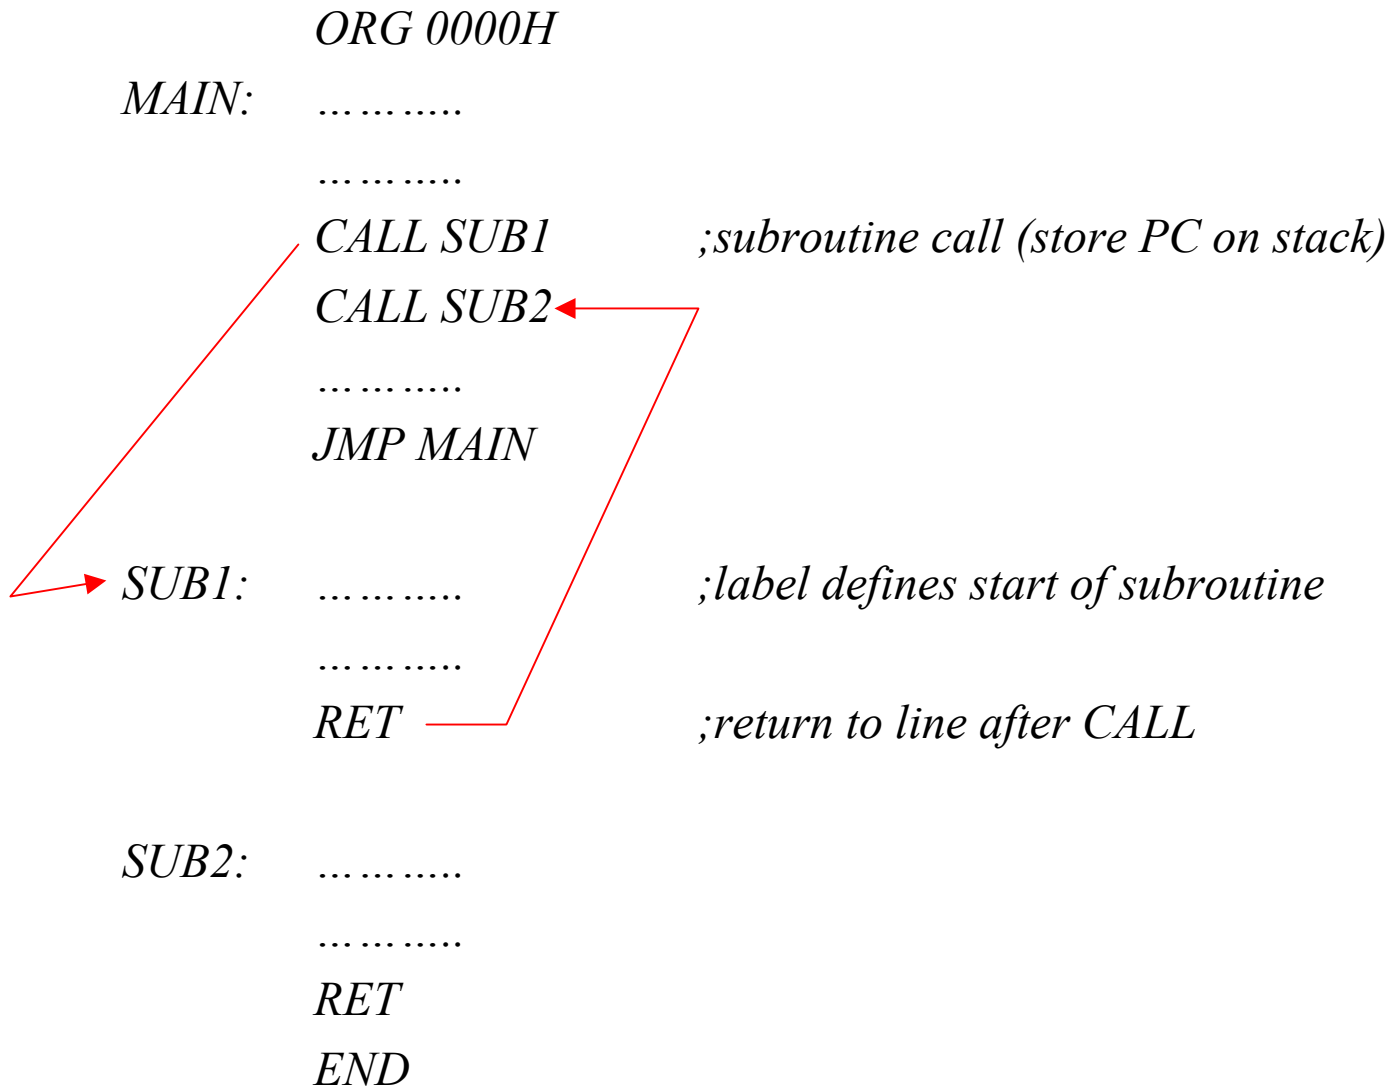 ORG 0000H
MAIN: ………..
………..
CALL SUB1 ;subroutine call (store PC on stack)
CALL SUB2
………..
JMP MAIN
SUB1: ……….. ;label defines start of subroutine
………..
RET ;return to line after CALL
SUB2: ………..
………..
RET
END